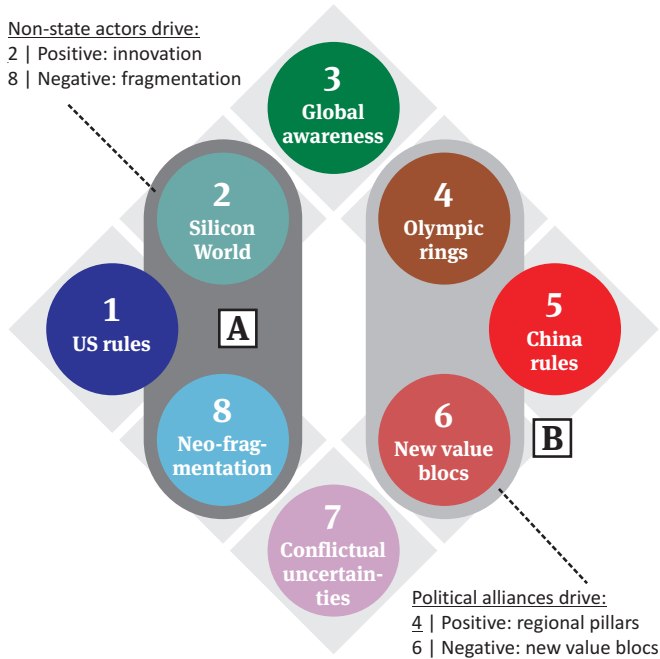 Non-state actors drive:
2 | Positive: innovation
8 | Negative: fragmentation
3
Global
awareness
2
Silicon
World
4
Olympic
rings
1
US rules
A
5
China
rules
8
Neo-frag-
mentation
6
New value
blocs
B
7
Conflictual
uncertain-
ties
Political alliances drive:
4 | Positive: regional pillars
6 | Negative: new value blocs